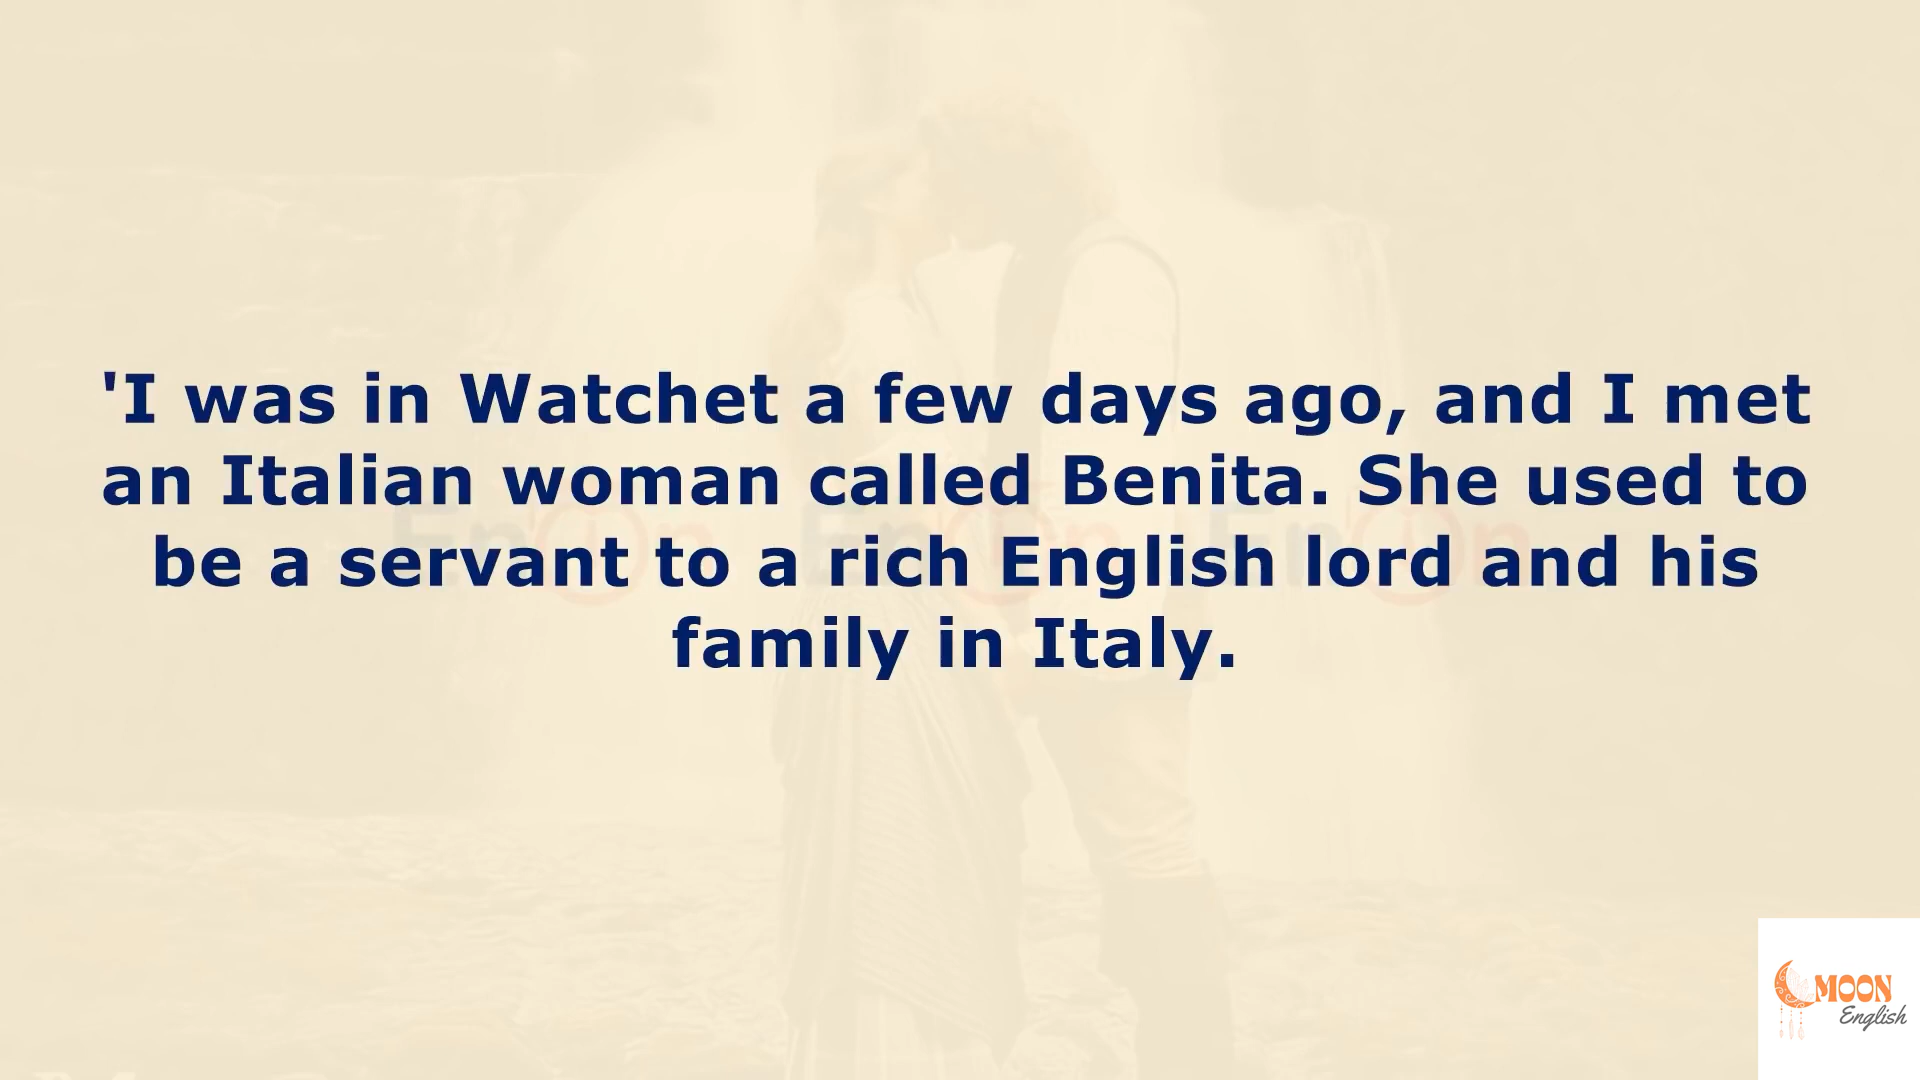 'I was in Watchet a few days ago, and I met
an Italian woman called Benita. She used to
be a servant to a rich English lord and his
family in Italy.
MOON
English